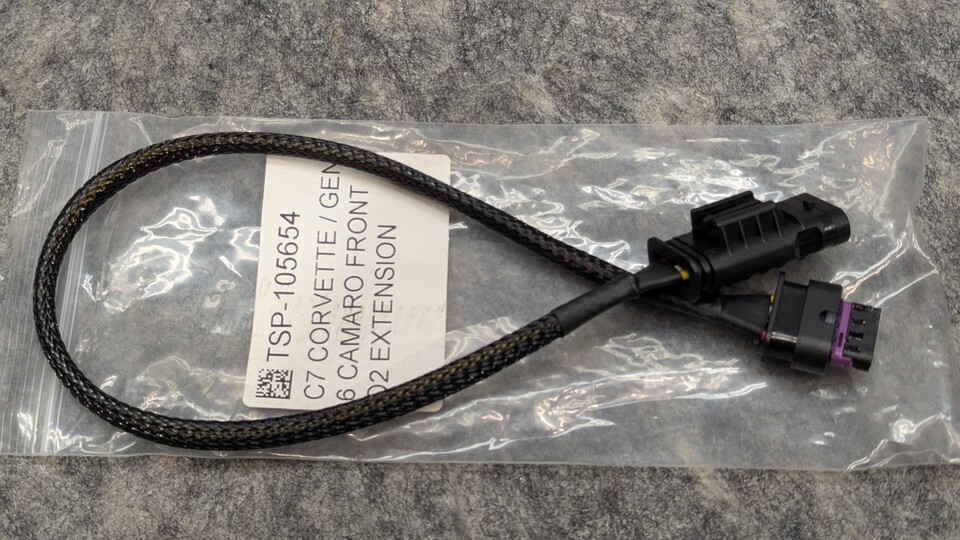 TSP-105654
C7 CORVETTE / GEN
6 CAMARO FRONT
O2 EXTENSION